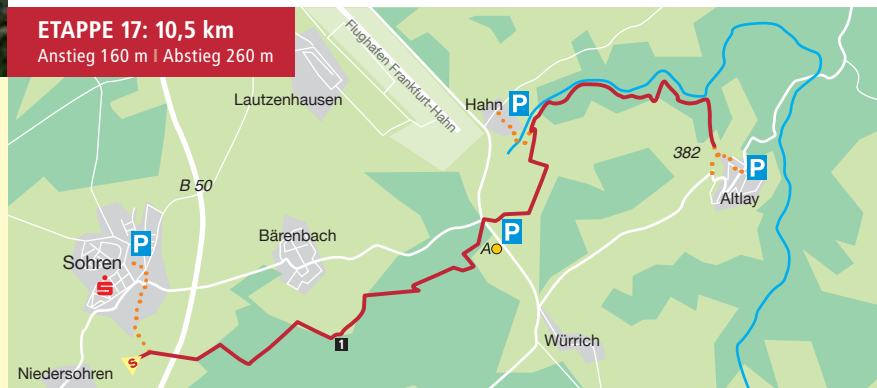 ETAPPE 17: 10,5 km
Anstieg 160 m I Abstieg 260 m
Flughafen Frankfurt-Hahn
Lautzenhausen
Hahn
P
382
P
Altlay
B 50
P
Bärenbach
P
A
Sohren
S
1
Würrich
S
Niedersohren